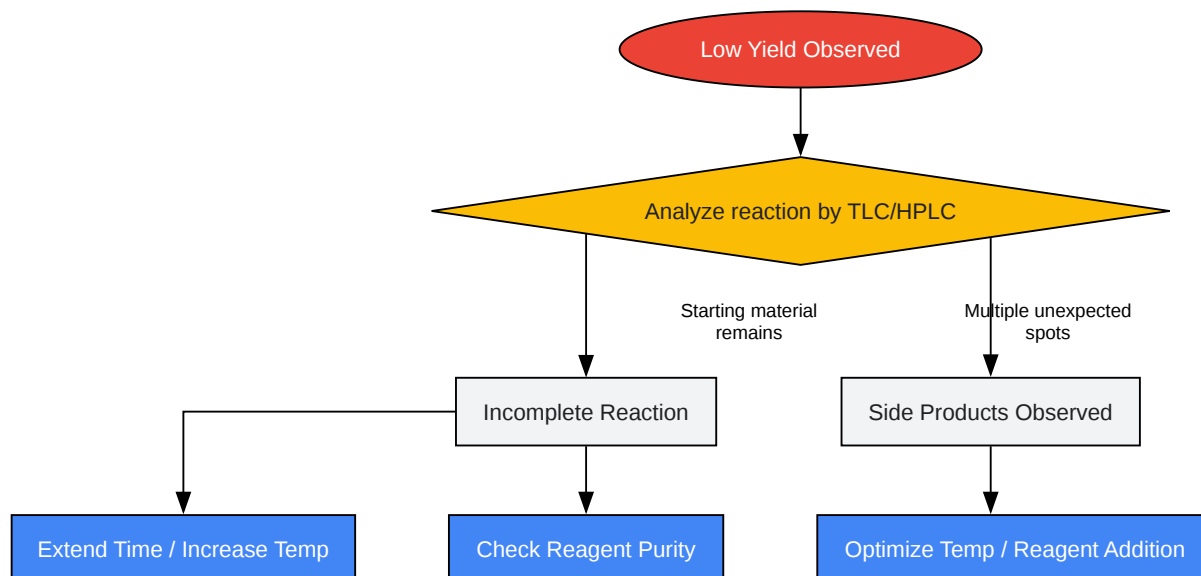 Low Yield Observed
Analyze reaction by TLC/HPLC
Starting material
remains
Multiple unexpected
spots
Incomplete Reaction
Side Products Observed
Extend Time / Increase Temp
Check Reagent Purity
Optimize Temp / Reagent Addition